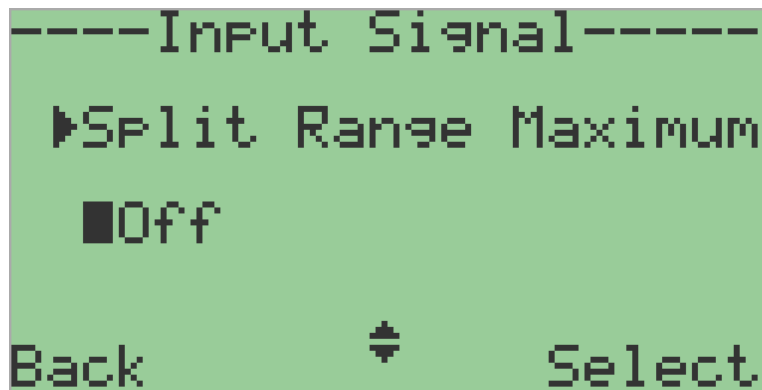 ----Input Signal-----
Split Range Maximum
Off
Back Select